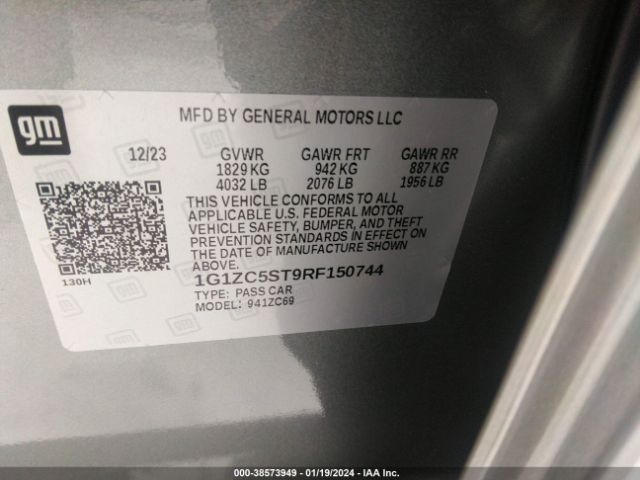 gm
MFD BY GENERAL MOTORS LLC
12/23 GVWR GAWR FRT GAWR RR
1829 KG 942 KG 887 KG
4032 LB 2076 LB 1956 LB
THIS VEHICLE CONFORMS TO ALL
APPLICABLE U.S. FEDERAL MOTOR
VEHICLE SAFETY, BUMPER, AND THEFT
PREVENTION STANDARDS IN EFFECT ON
THE DATE OF MANUFACTURE SHOWN
ABOVE.
130H
1G1ZC5ST9RF150744
TYPE: PASS CAR
MODEL: 941ZC69
000-38573949 - 01/19/2024 - IAA Inc.